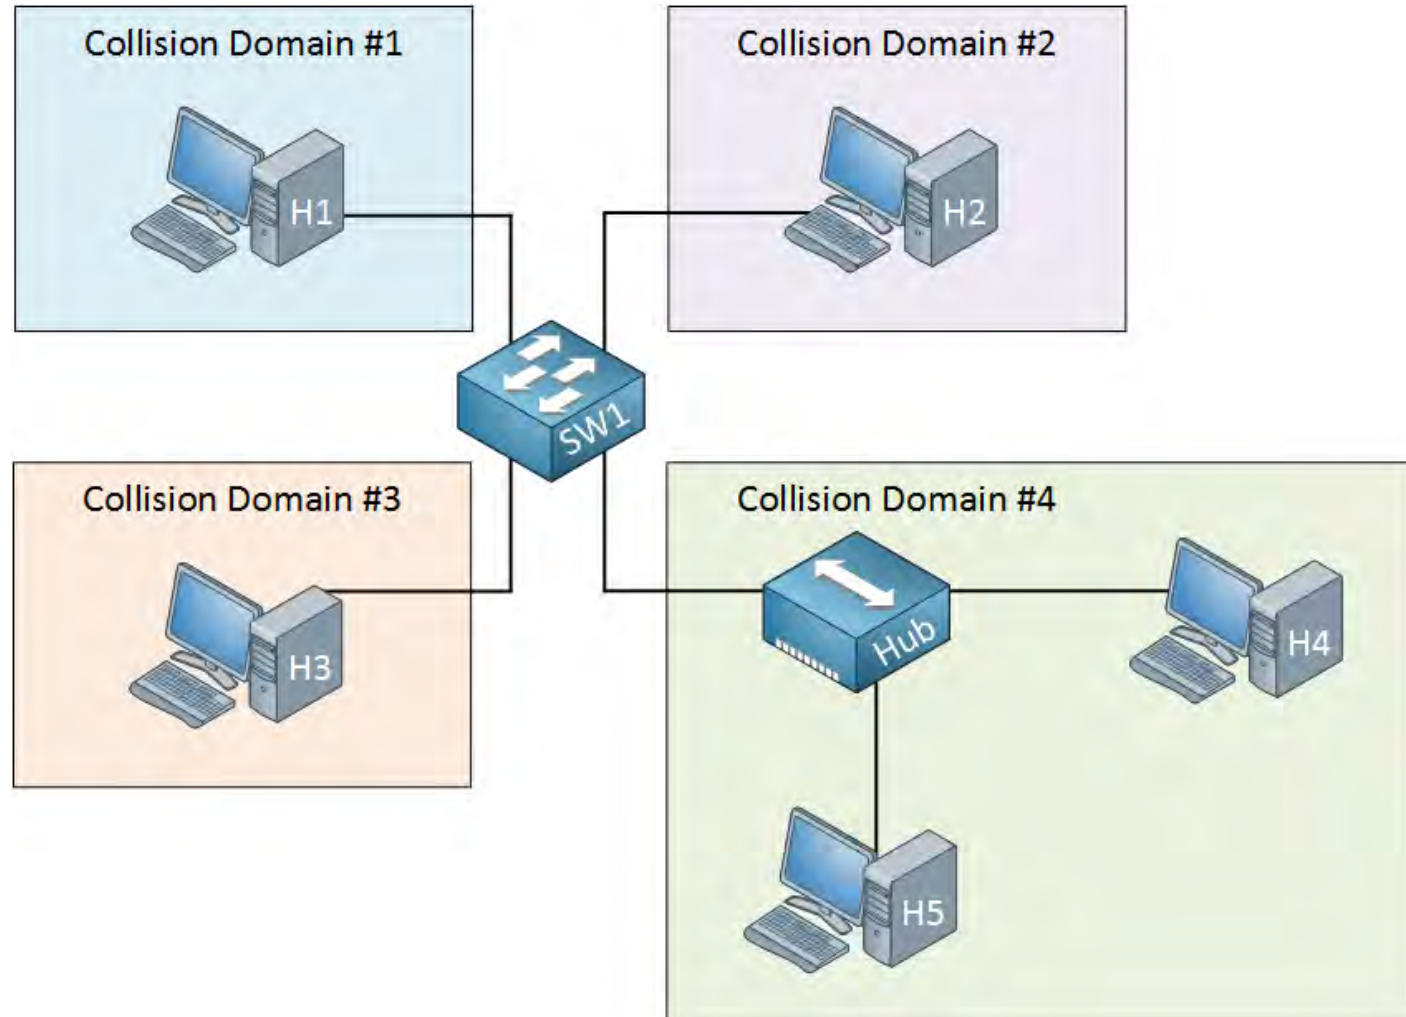 Collision Domain #1
Collision Domain #2
H1
H2
SW1
Collision Domain #3
Collision Domain #4
H3
Hub
H4
H5